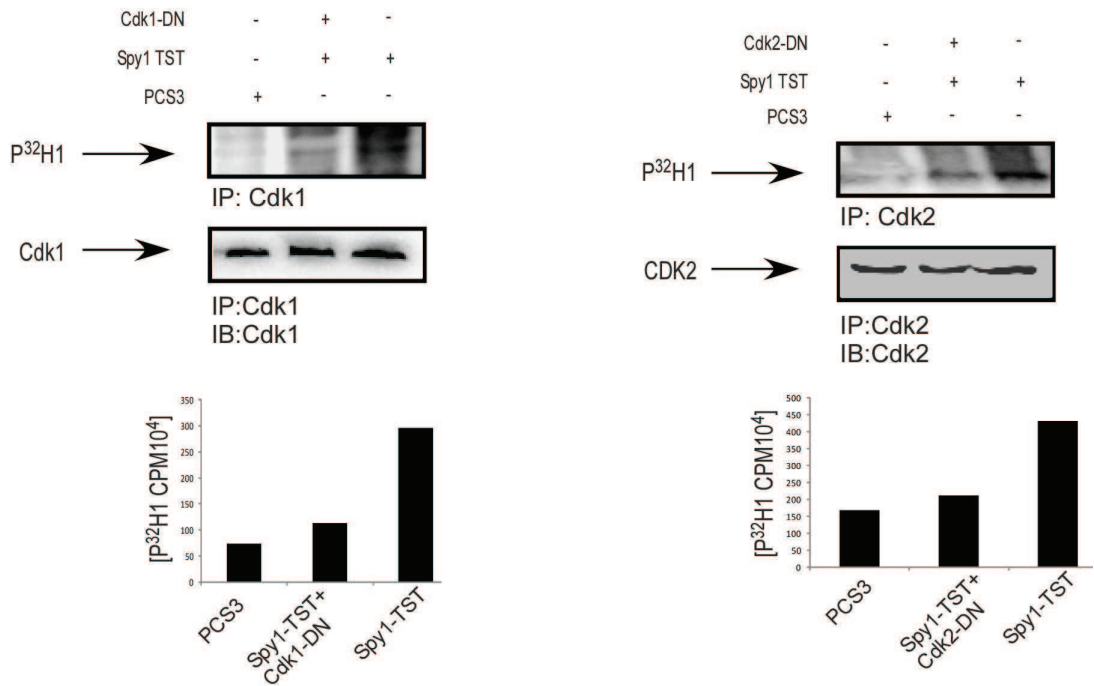 Cdk1-DN - + -
Spy1 TST - + +
PCS3 + - -
P³²H1
IP: Cdk1
Cdk1
IP:Cdk1
IB:Cdk1
[P³²H1 CPM10⁴]
350
300
250
200
150
100
50
0
PCS3
Spy1-TST+
Cdk1-DN
Spy1-TST
Cdk2-DN - + -
Spy1 TST - + +
PCS3 + - -
P³²H1
IP: Cdk2
CDK2
IP:Cdk2
IB:Cdk2
[P³²H1 CPM10⁴]
500
450
400
350
300
250
200
150
100
50
0
PCS3
Spy1-TST+
Cdk2-DN
Spy1-TST